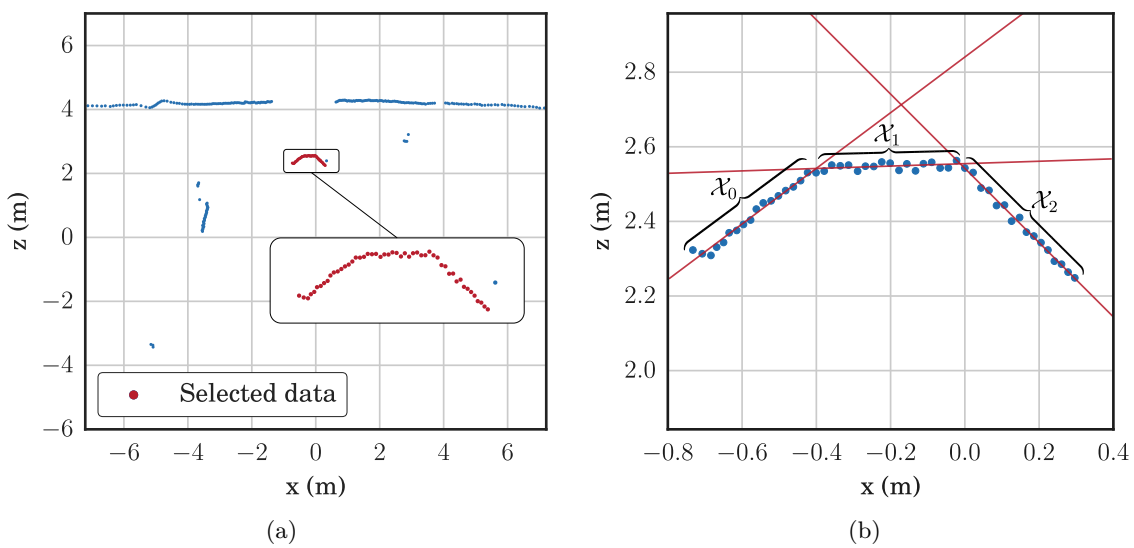 6
4
2
0
−2
−4
−6
z (m)
Selected data
−6 −4 −2 0 2 4 6
x (m)
(a)
2.8
2.6
2.4
2.2
2.0
z (m)
𝒳₁
𝒳₀
𝒳₂
−0.8 −0.6 −0.4 −0.2 0.0 0.2 0.4
x (m)
(b)